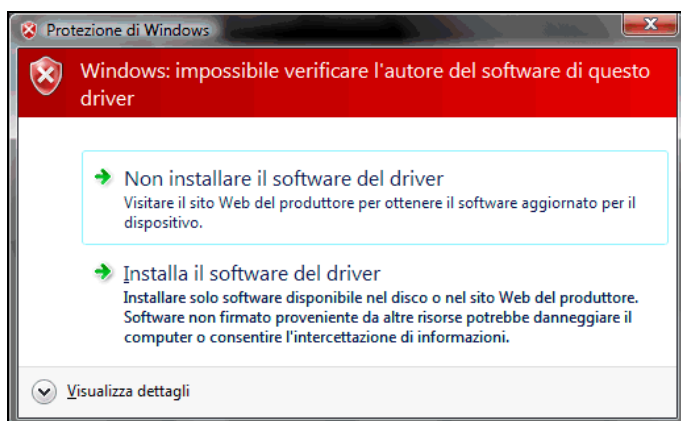 Protezione di Windows
Windows: impossibile verificare l'autore del software di questo
driver
Non installare il software del driver
Visitare il sito Web del produttore per ottenere il software aggiornato per il
dispositivo.
Installa il software del driver
Installare solo software disponibile nel disco o nel sito Web del produttore.
Software non firmato proveniente da altre risorse potrebbe danneggiare il
computer o consentire l'intercettazione di informazioni.
Visualizza dettagli